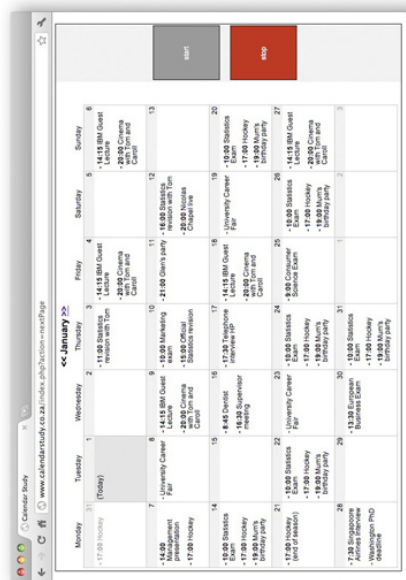 Calendar Study
www.calendarstudy.co.za/index.php?action=nextPage
<< January >>
Monday
Tuesday
Wednesday
Thursday
Friday
Saturday
Sunday
31
- 17:00 Hockey
1
(Today)
2
3
- 11:00 Statistics
revision with Tom
4
- 14:15 IBM Guest
Lecture
- 20:00 Cinema
with Tom and
Caroll
5
6
- 14:15 IBM Guest
Lecture
- 20:00 Cinema
with Tom and
Caroll
7
- 14:00
Management
presentation
- 17:00 Hockey
8
- University Career
Fair
9
- 14:15 IBM Guest
Lecture
- 20:00 Cinema
with Tom and
Caroll
10
- 10:00 Marketing
exam
- 15:00 Official
Statistics revision
11
- 21:00 Glen's party
12
- 16:00 Statistics
revision with Tom
- 20:00 Nicolas
Chapel live
13
14
- 10:00 Statistics
Exam
- 17:00 Hockey
- 19:00 Mum's
birthday party
15
16
- 8:45 Dentist
- 16:30 Supervisor
meeting
17
- 17:30 Telephone
interview HP
18
- 14:15 IBM Guest
Lecture
- 20:00 Cinema
with Tom and
Caroll
19
- University Career
Fair
20
- 10:00 Statistics
Exam
- 17:00 Hockey
- 19:00 Mum's
birthday party
21
- 17:00 Hockey
(end of season)
22
- 10:00 Statistics
Exam
- 17:00 Hockey
- 19:00 Mum's
birthday party
23
- University Career
Fair
24
- 10:00 Statistics
Exam
- 17:00 Hockey
- 19:00 Mum's
birthday party
25
- 9:00 Consumer
Science Exam
26
- 10:00 Statistics
Exam
- 17:00 Hockey
- 19:00 Mum's
birthday party
27
- 14:15 IBM Guest
Lecture
- 20:00 Cinema
with Tom and
Caroll
28
- 7:30 Singapoore
Airlines Interview
- Washington PhD
deadline
29
30
- 13:30 European
Business Exam
31
- 10:00 Statistics
Exam
- 17:00 Hockey
- 19:00 Mum's
birthday party
1
2
3
start
stop